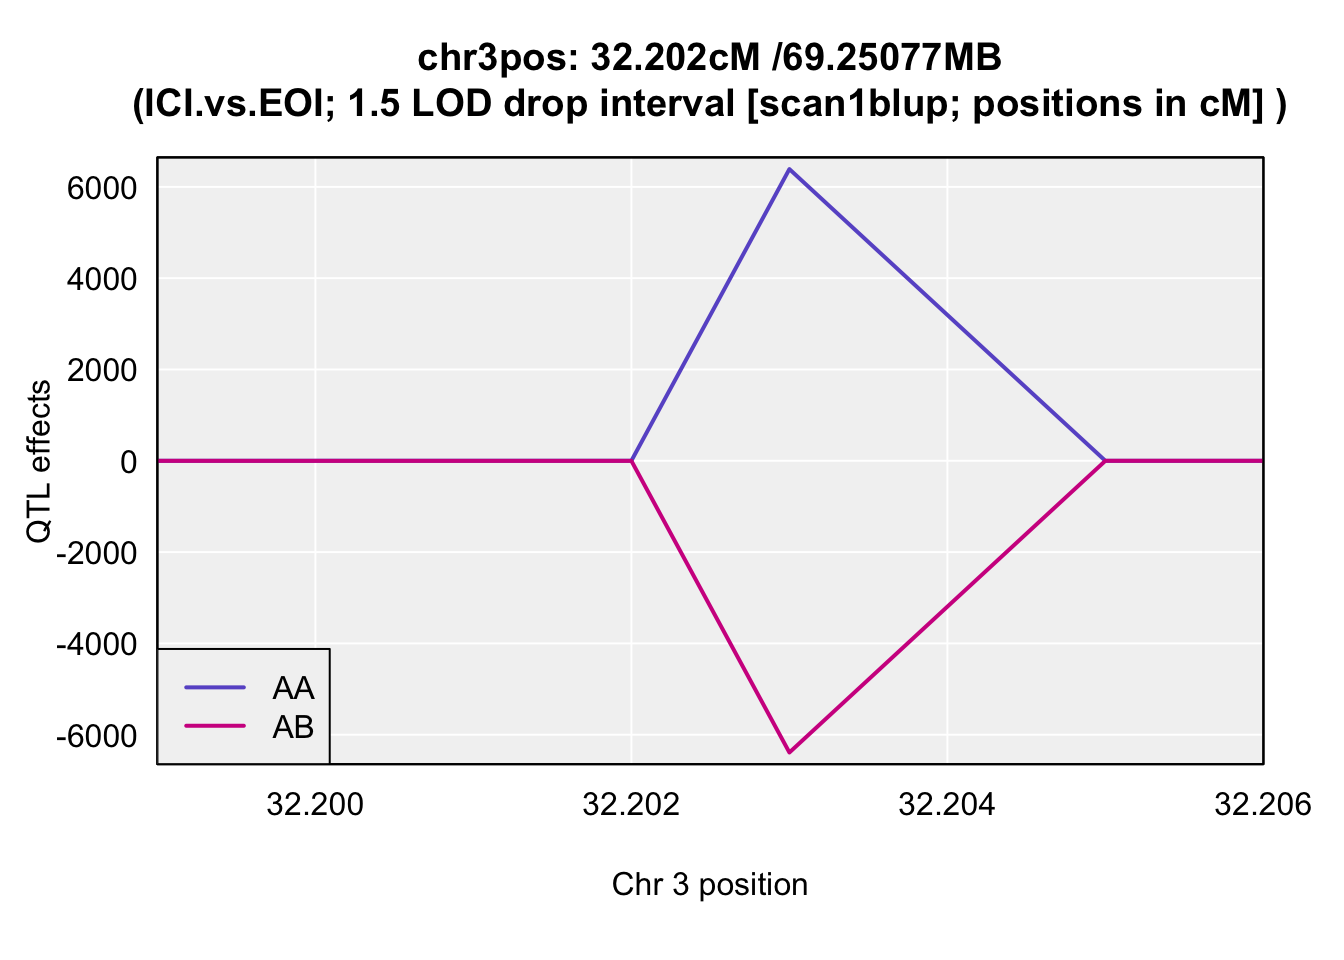 chr3pos: 32.202cM /69.25077MB
(ICI.vs.EOI; 1.5 LOD drop interval [scan1blup; positions in cM] )
6000
4000
2000
0
-2000
-4000
-6000
QTL effects
AA
AB
32.200 32.202 32.204 32.206
Chr 3 position